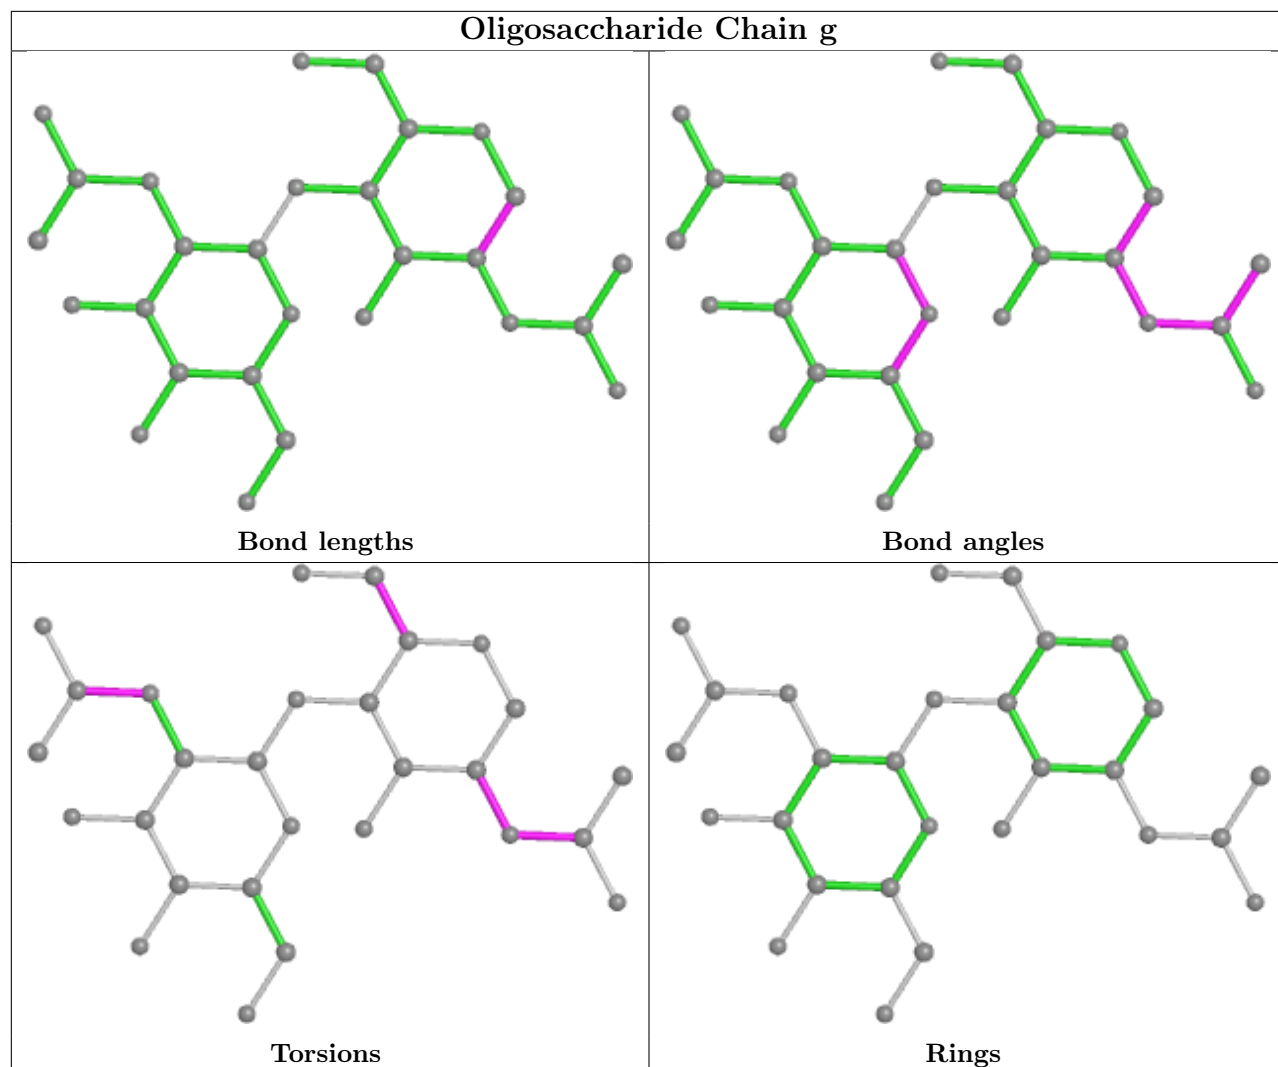 Oligosaccharide Chain g
Bond lengths
Bond angles
Torsions
Rings